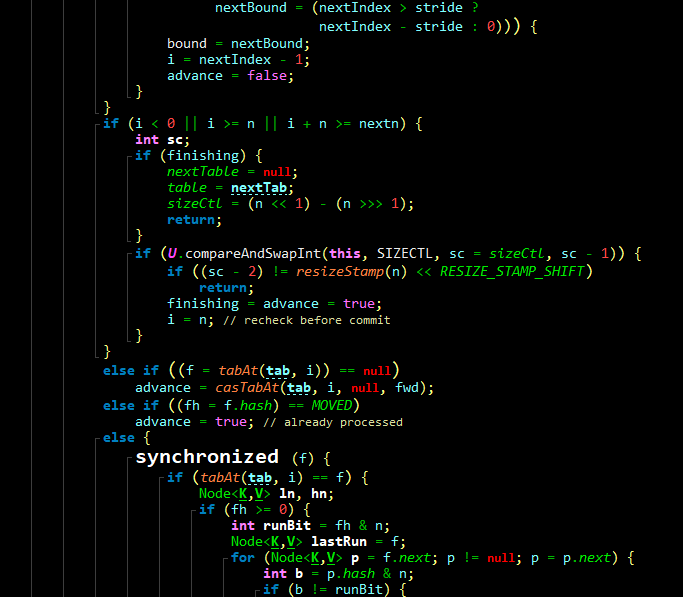 nextBound = (nextIndex > stride ?
nextIndex - stride : 0))) {
bound = nextBound;
i = nextIndex - 1;
advance = false;
}
}
if (i < 0 || i >= n || i + n >= nextn) {
int sc;
if (finishing) {
nextTable = null;
table = nextTab;
sizeCtl = (n << 1) - (n >>> 1);
return;
}
if (U.compareAndSwapInt(this, SIZECTL, sc = sizeCtl, sc - 1)) {
if ((sc - 2) != resizeStamp(n) << RESIZE_STAMP_SHIFT)
return;
finishing = advance = true;
i = n; // recheck before commit
}
}
else if ((f = tabAt(tab, i)) == null)
advance = casTabAt(tab, i, null, fwd);
else if ((fh = f.hash) == MOVED)
advance = true; // already processed
else {
synchronized (f) {
if (tabAt(tab, i) == f) {
Node<K,V> ln, hn;
if (fh >= 0) {
int runBit = fh & n;
Node<K,V> lastRun = f;
for (Node<K,V> p = f.next; p != null; p = p.next) {
int b = p.hash & n;
if (b != runBit) {